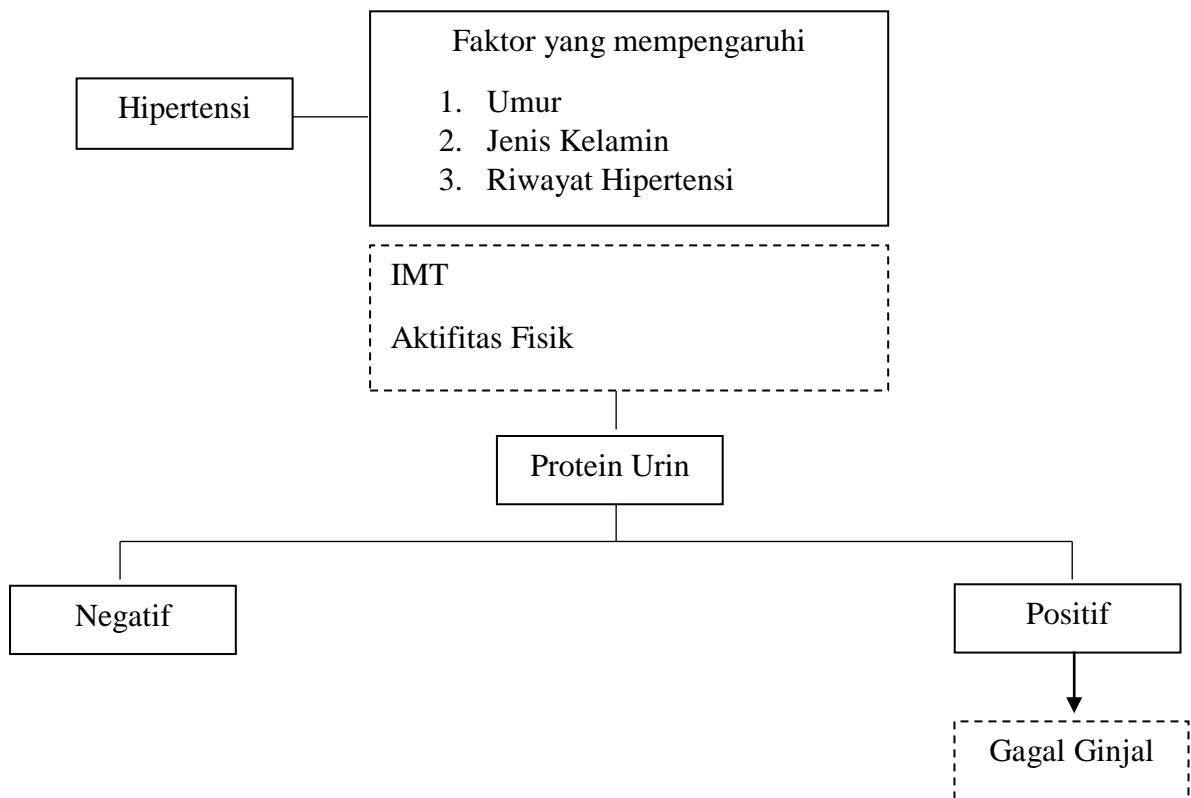 Hipertensi
Faktor yang mempengaruhi
1. Umur
2. Jenis Kelamin
3. Riwayat Hipertensi
IMT
Aktifitas Fisik
Protein Urin
Negatif
Positif
Gagal Ginjal